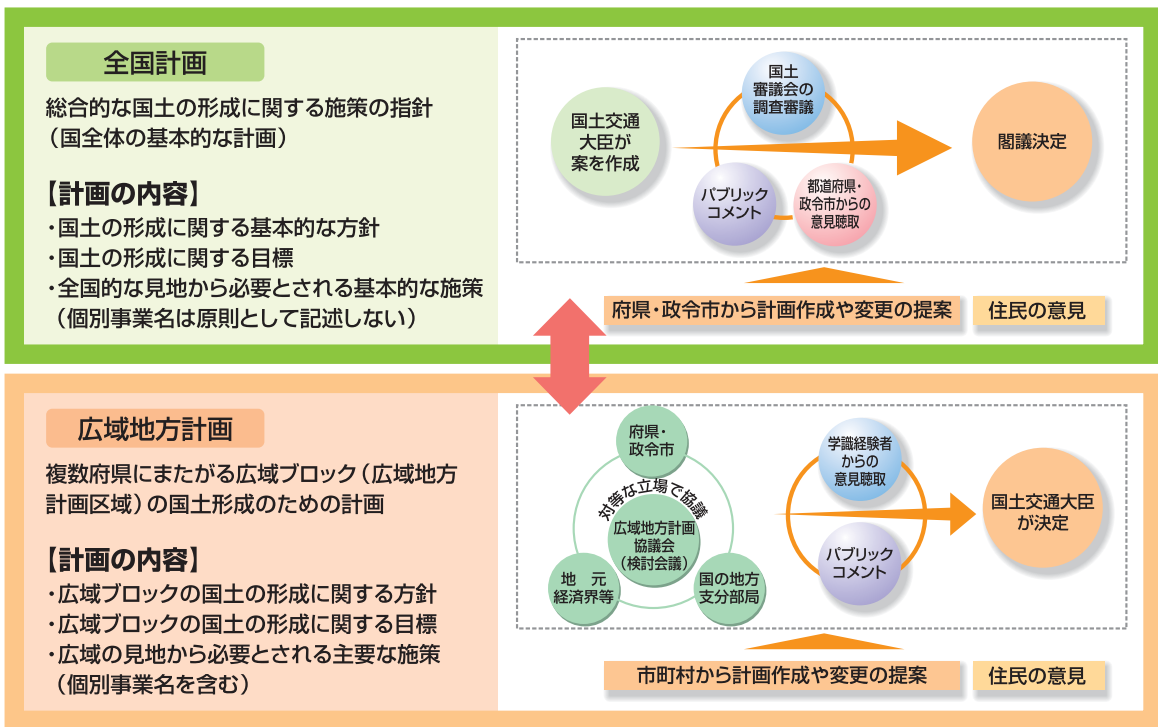 全国計画
総合的な国土の形成に関する施策の指針
（国全体の基本的な計画）
【計画の内容】
・国土の形成に関する基本的な方針
・国土の形成に関する目標
・全国的な見地から必要とされる基本的な施策
（個別事業名は原則として記述しない）
国土交通
大臣が
案を作成
国土
審議会の
調査審議
パブリック
コメント
都道府県・
政令市からの
意見聴取
閣議決定
府県・政令市から計画作成や変更の提案
住民の意見
広域地方計画
複数府県にまたがる広域ブロック（広域地方
計画区域）の国土形成のための計画
【計画の内容】
・広域ブロックの国土の形成に関する方針
・広域ブロックの国土の形成に関する目標
・広域の見地から必要とされる主要な施策
（個別事業名を含む）
府県・
政令市
対等な立場で協議
広域地方計画
協議会
（検討会議）
地　元
経済界等
国の地方
支分部局
学識経験者
からの
意見聴取
パブリック
コメント
国土交通大臣
が決定
市町村から計画作成や変更の提案
住民の意見